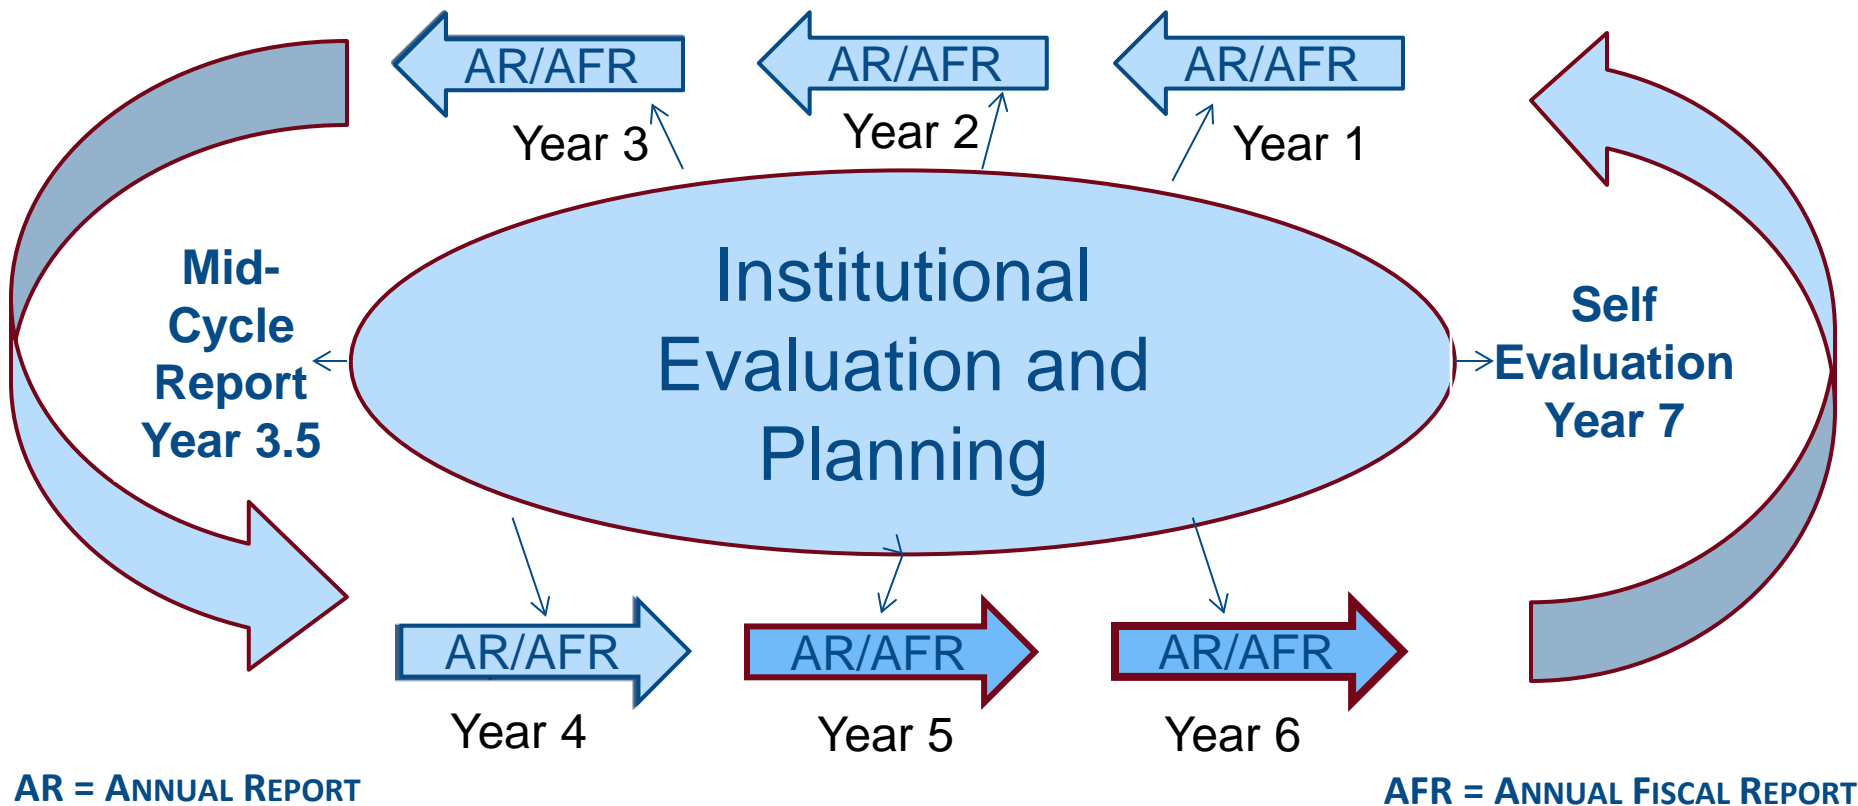 AR/AFR
AR/AFR
AR/AFR
Year 3
Year 2
Year 1
Mid-
Cycle
Report
Year 3.5
Institutional
Evaluation and
Planning
Self
Evaluation
Year 7
AR/AFR
AR/AFR
AR/AFR
Year 4
Year 5
Year 6
AR = ANNUAL REPORT
AFR = ANNUAL FISCAL REPORT